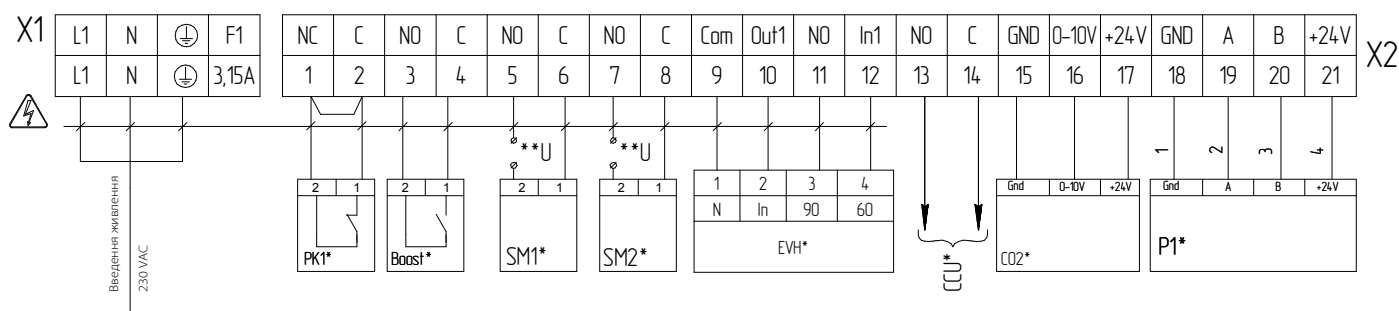 X1 L1 N F1 NC C NO C NO C NO C Com Out1 NO In1 NO C GND 0-10V +24V GND A B +24V X2
L1 N 3,15A 1 2 3 4 5 6 7 8 9 10 11 12 13 14 15 16 17 18 19 20 21
**U **U 1 2 3 4
2 1 2 1 2 1 2 1 1 2 3 4 Gnd 0-10V +24V Gnd A B +24V
N In 90 60
PK1* Boost* SM1* SM2* EVH* CCU* CO2* P1*
Введення живлення
230 VAC